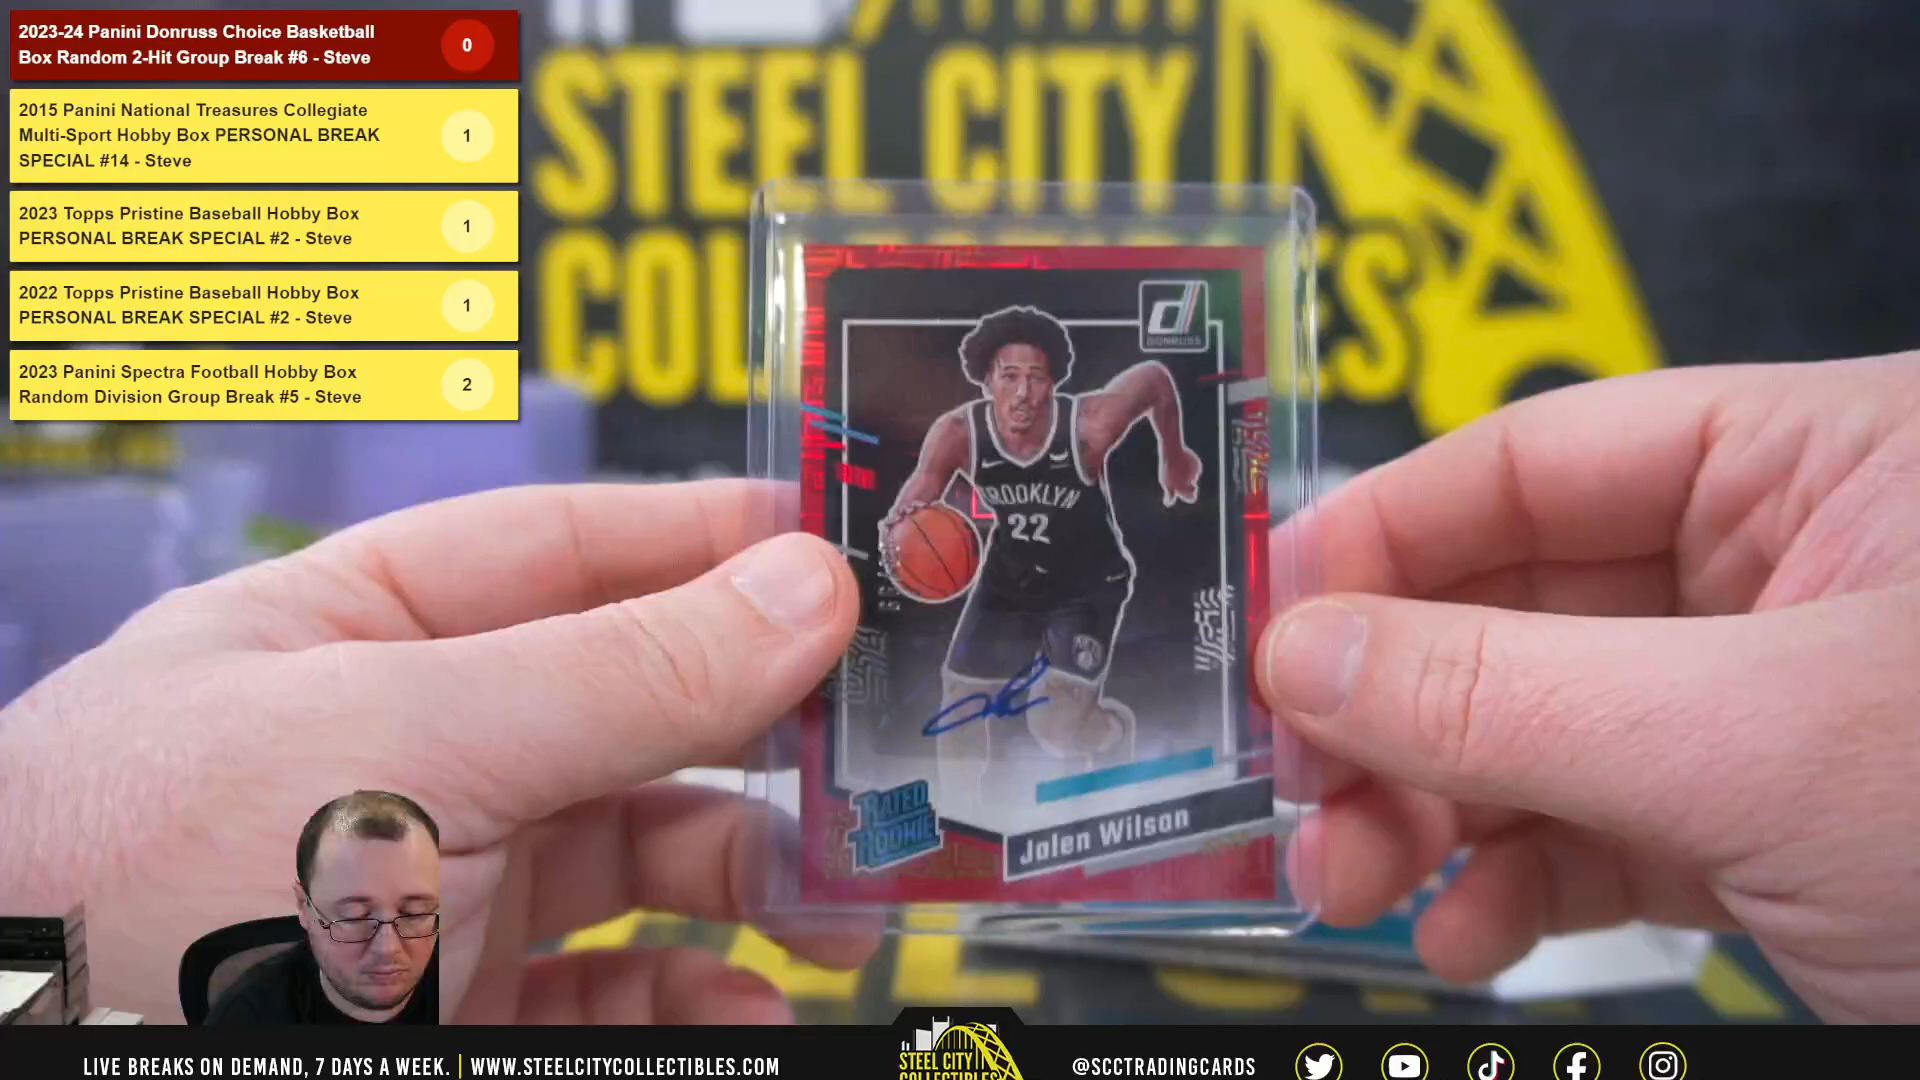 2023-24 Panini Donruss Choice Basketball
Box Random 2-Hit Group Break #6 - Steve
0
2015 Panini National Treasures Collegiate
Multi-Sport Hobby Box PERSONAL BREAK
SPECIAL #14 - Steve
1
2023 Topps Pristine Baseball Hobby Box
PERSONAL BREAK SPECIAL #2 - Steve
1
2022 Topps Pristine Baseball Hobby Box
PERSONAL BREAK SPECIAL #2 - Steve
1
2023 Panini Spectra Football Hobby Box
Random Division Group Break #5 - Steve
2
STEEL CITY
d
DONRUSS
BROOKLYN
22
RATED
ROOKIE
Jalen Wilson
LIVE BREAKS ON DEMAND, 7 DAYS A WEEK. | WWW.STEELCITYCOLLECTIBLES.COM
STEEL CITY
COLLECTIBLES
@SCCTRADINGCARDS